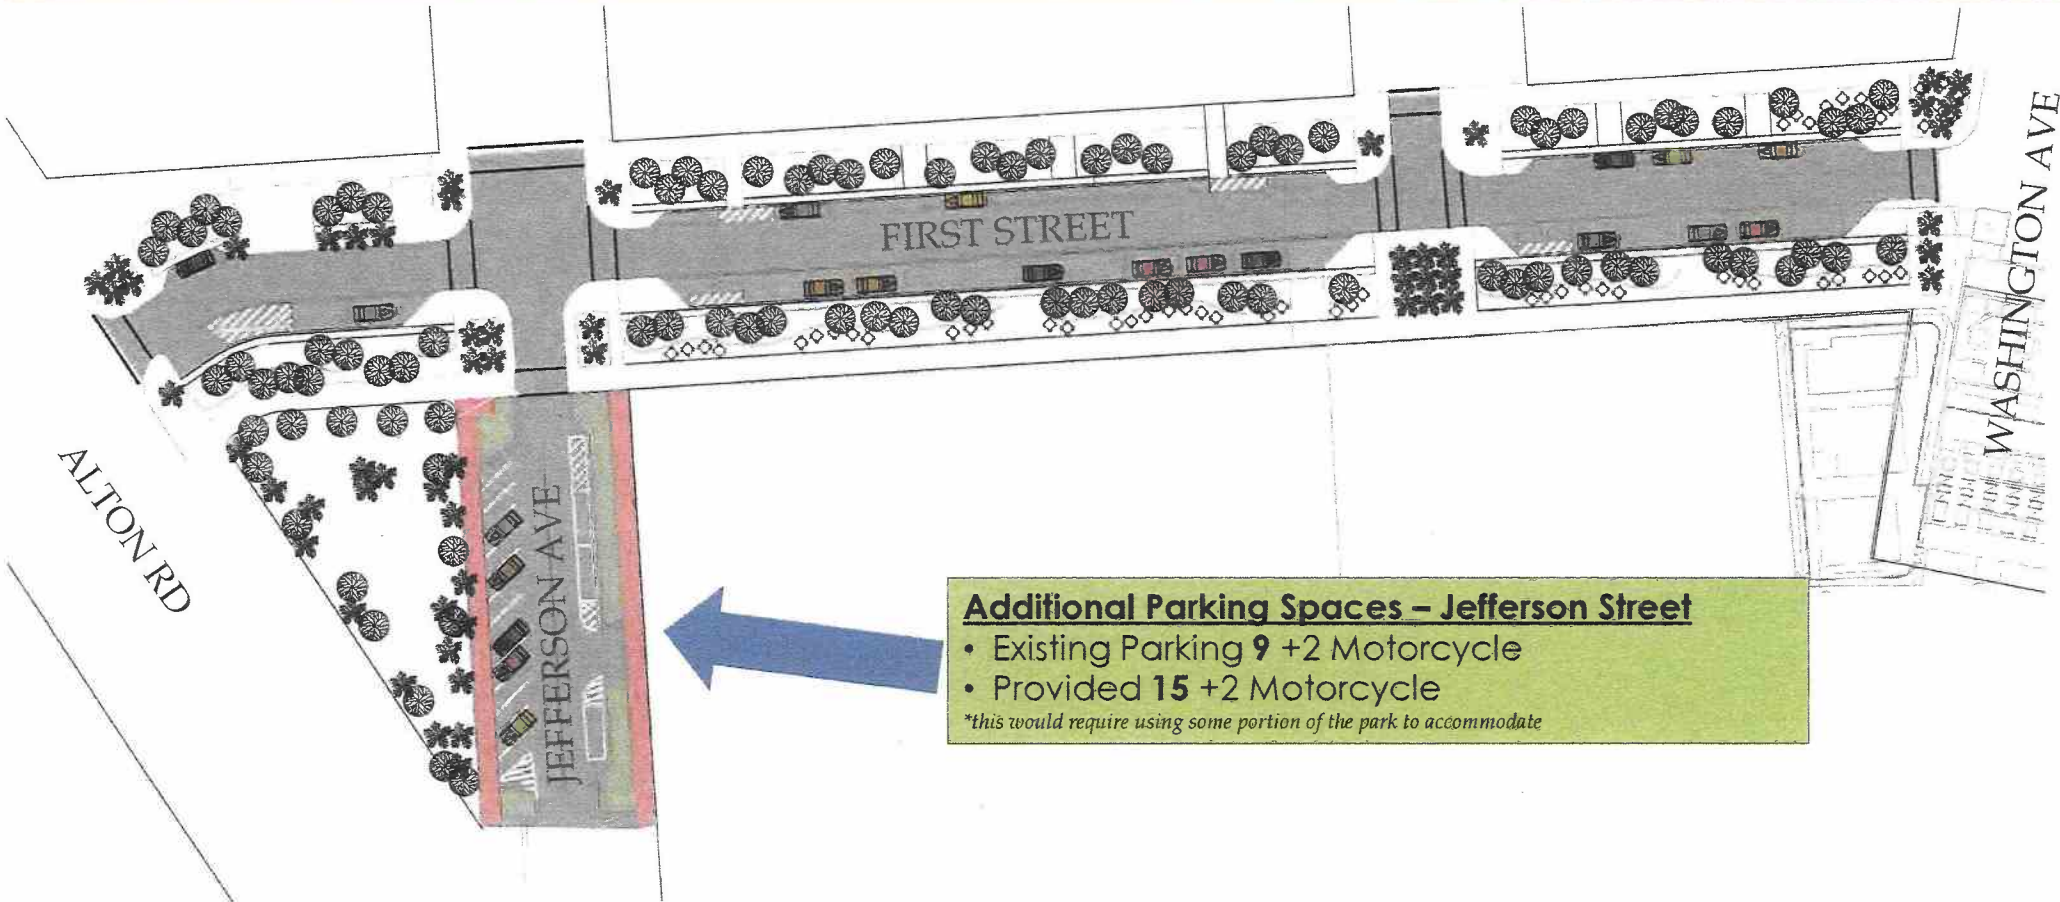 WASHINGTON AVE
FIRST STREET
ALTON RD
JEFFERSON AVE
Additional Parking Spaces – Jefferson Street
• Existing Parking 9 +2 Motorcycle
• Provided 15 +2 Motorcycle
*this would require using some portion of the park to accommodate